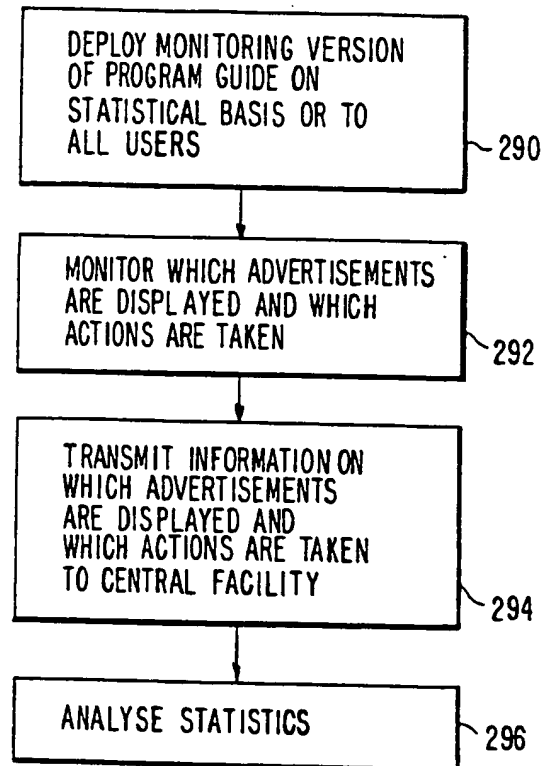 DEPLOY MONITORING VERSION
OF PROGRAM GUIDE ON
STATISTICAL BASIS OR TO
ALL USERS
290
MONITOR WHICH ADVERTISEMENTS
ARE DISPLAYED AND WHICH
ACTIONS ARE TAKEN
292
TRANSMIT INFORMATION ON
WHICH ADVERTISEMENTS
ARE DISPLAYED AND
WHICH ACTIONS ARE TAKEN
TO CENTRAL FACILITY
294
ANALYSE STATISTICS
296